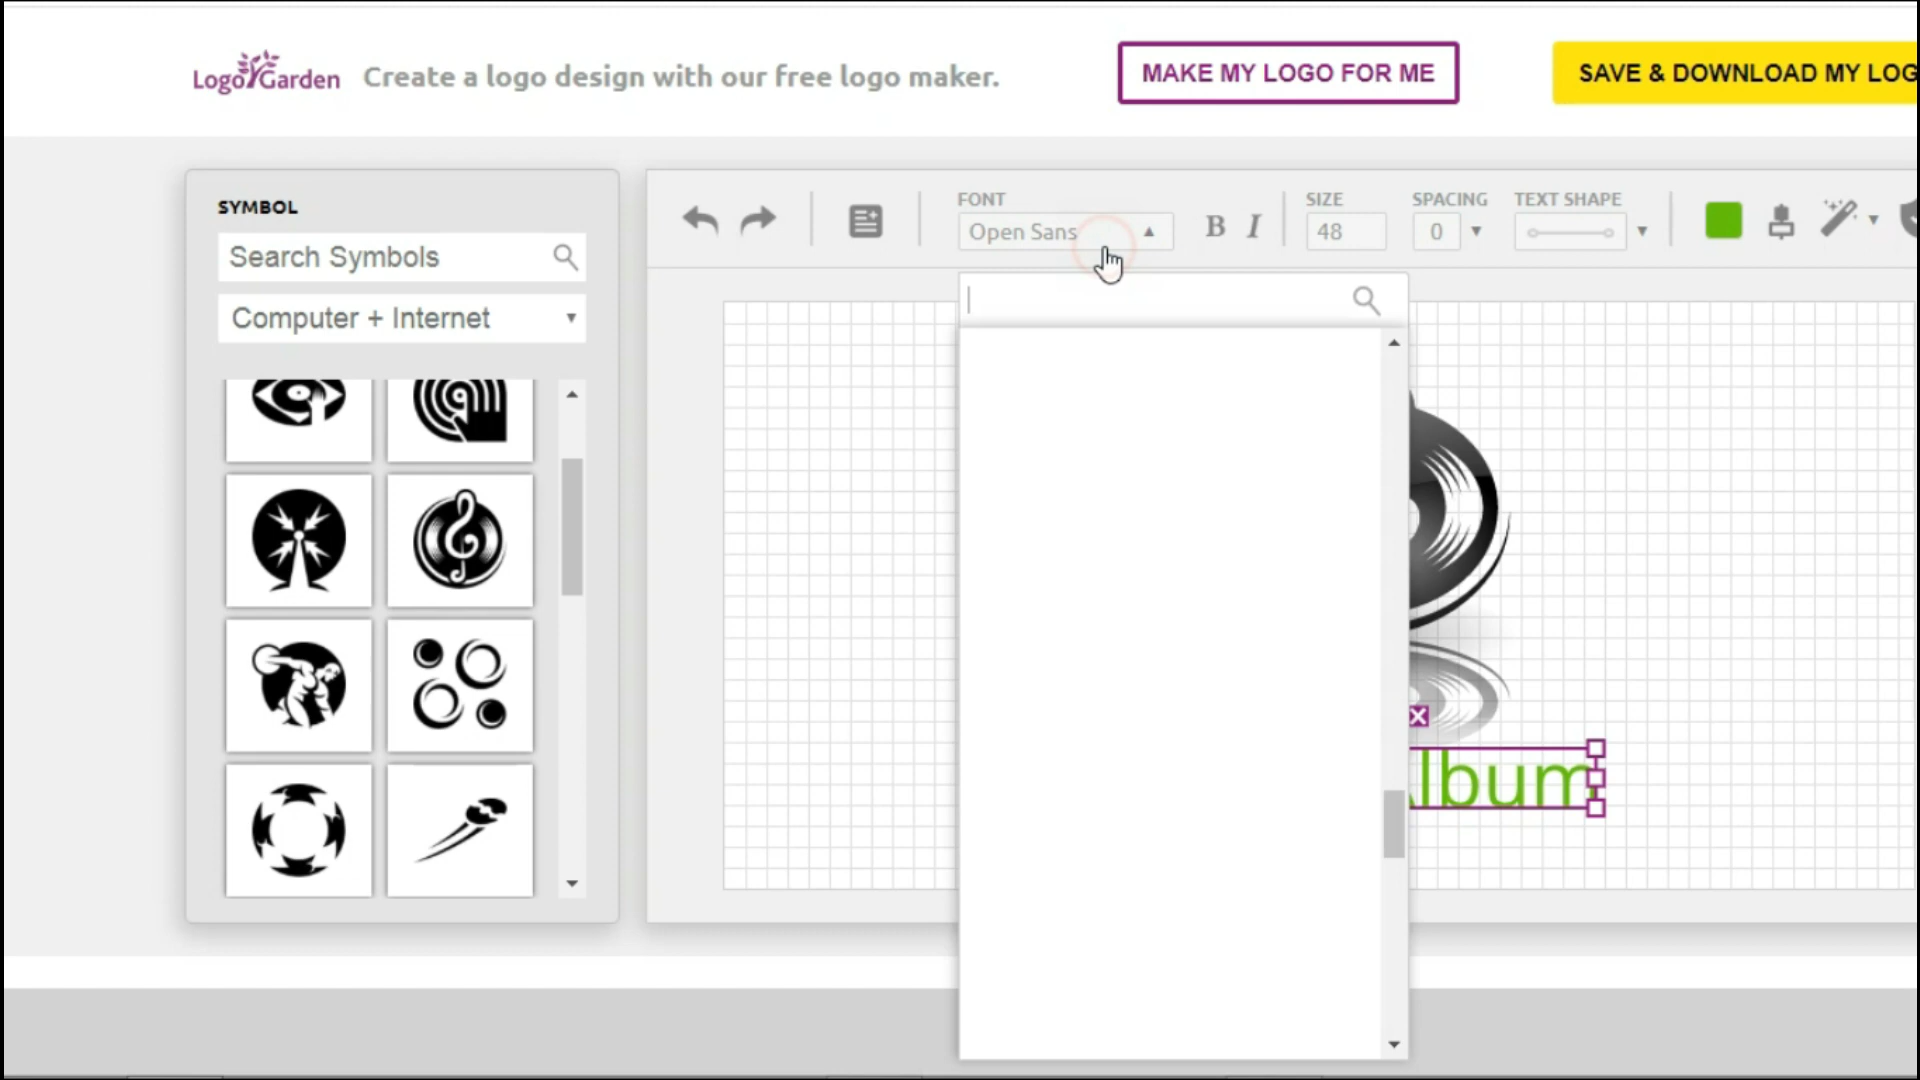 LogoGarden Create a logo design with our free logo maker.
MAKE MY LOGO FOR ME
SAVE & DOWNLOAD MY LOG
SYMBOL
Search Symbols
Computer + Internet
FONT
Open Sans
B I
SIZE
48
SPACING
0
TEXT SHAPE
lbum